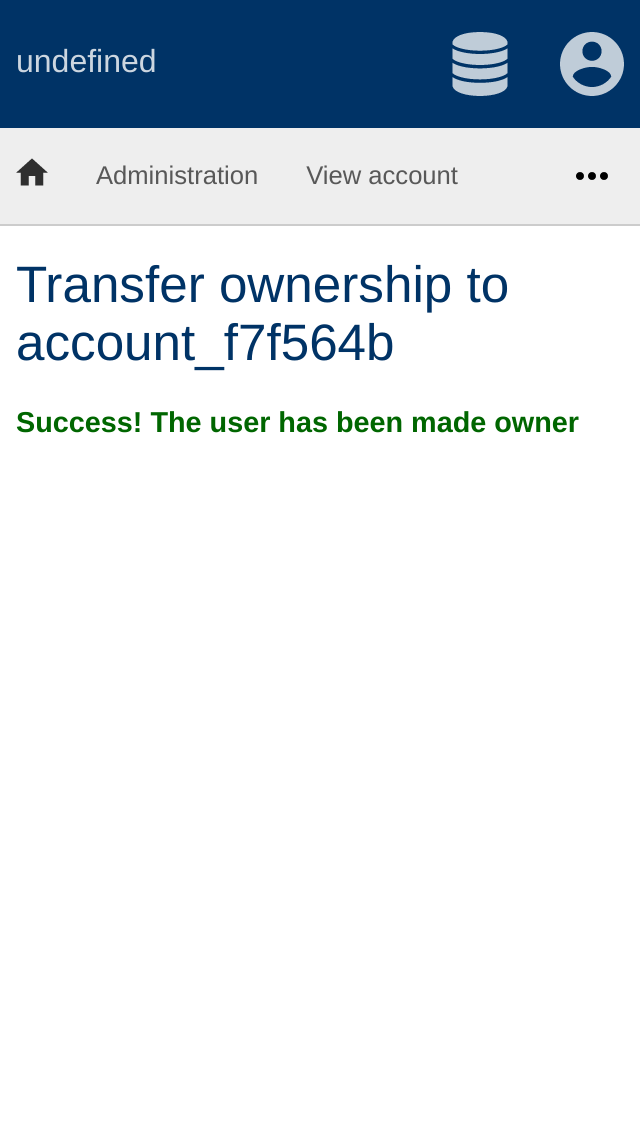 undefined
Administration View account
Transfer ownership to
account_f7f564b
Success! The user has been made owner